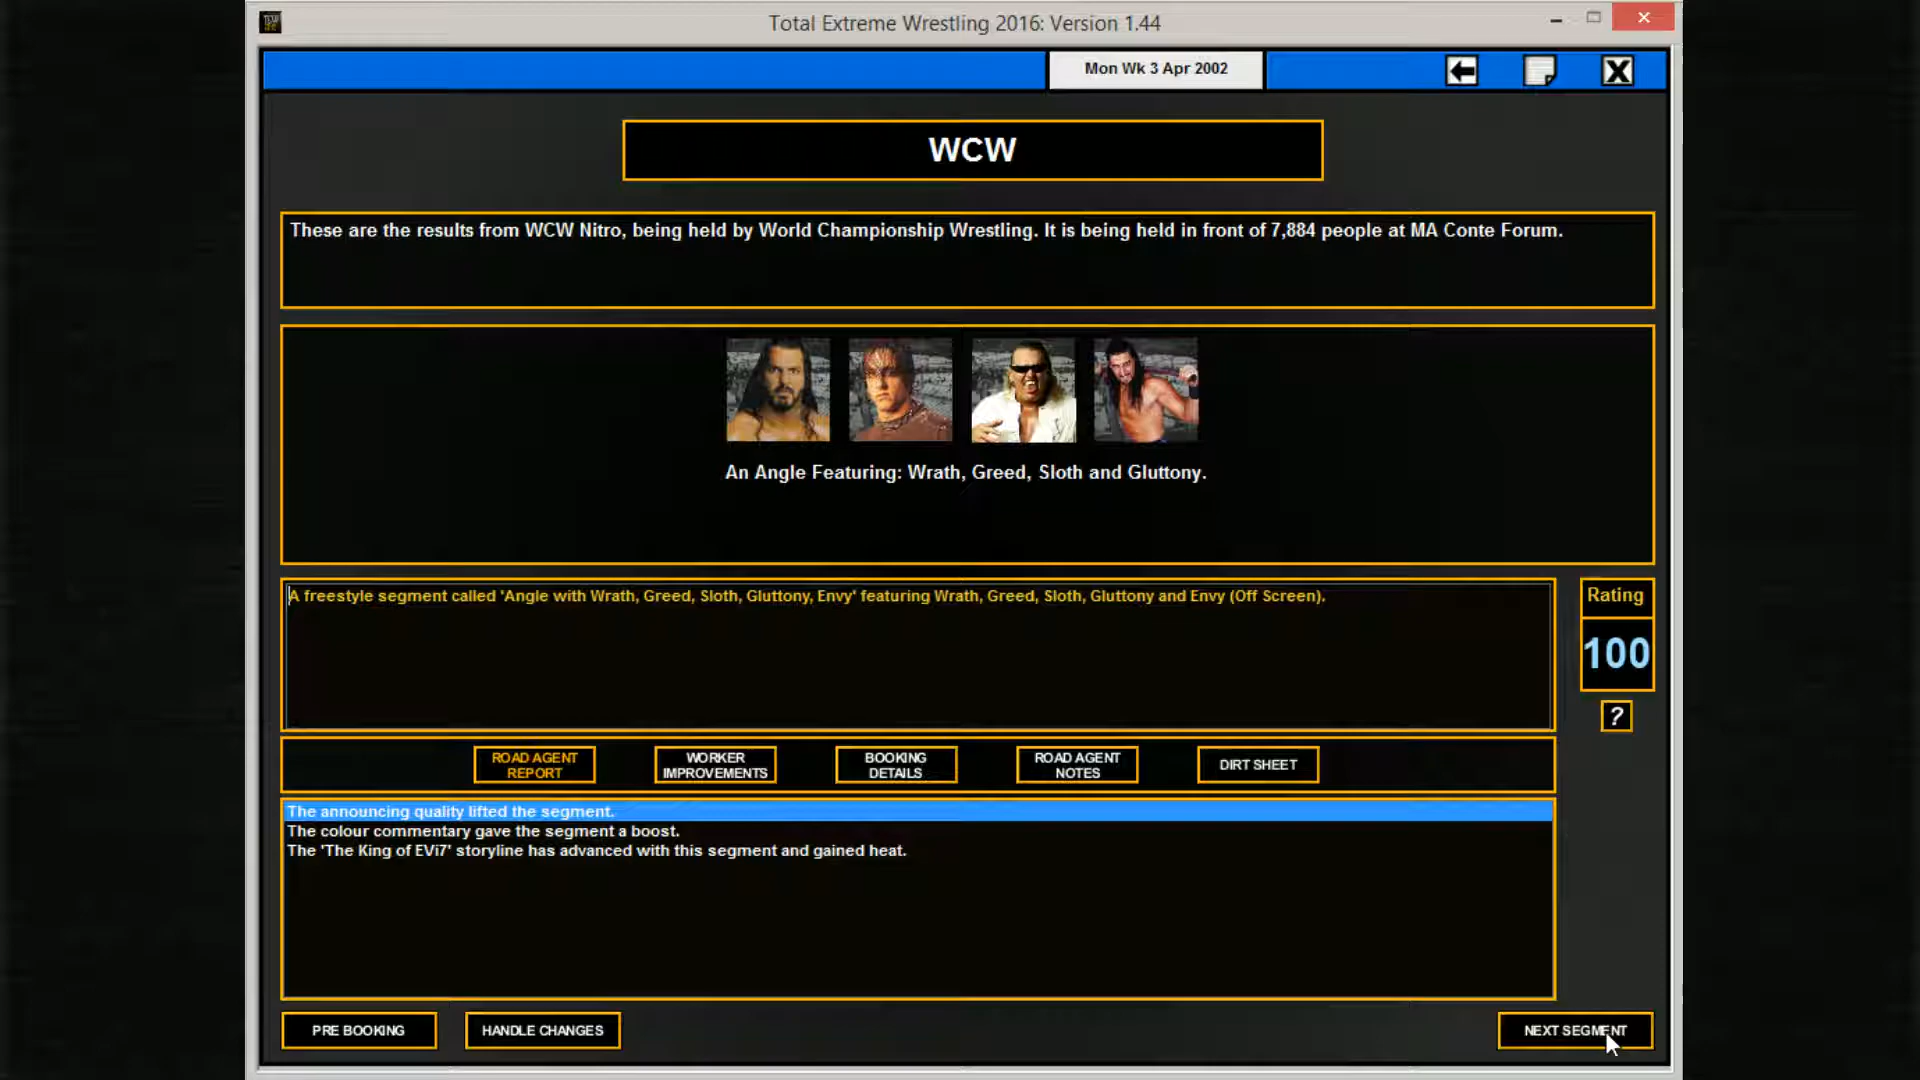 Total Extreme Wrestling 2016: Version 1.44
Mon Wk 3 Apr 2002
WCW
These are the results from WCW Nitro, being held by World Championship Wrestling. It is being held in front of 7,884 people at MA Conte Forum.
An Angle Featuring: Wrath, Greed, Sloth and Gluttony.
A freestyle segment called 'Angle with Wrath, Greed, Sloth, Gluttony, Envy' featuring Wrath, Greed, Sloth, Gluttony and Envy (Off Screen).
Rating
100
?
ROAD AGENT
REPORT
WORKER
IMPROVEMENTS
BOOKING
DETAILS
ROAD AGENT
NOTES
DIRT SHEET
The announcing quality lifted the segment.
The colour commentary gave the segment a boost.
The 'The King of EVi7' storyline has advanced with this segment and gained heat.
PRE BOOKING
HANDLE CHANGES
NEXT SEGMENT